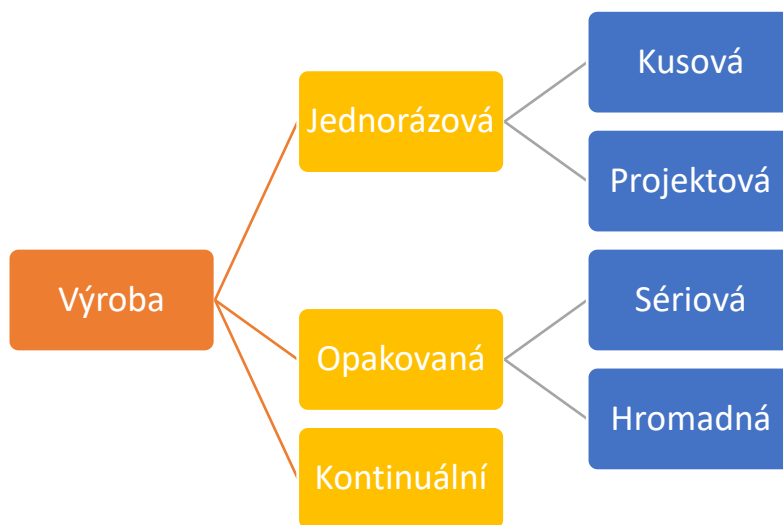 Výroba
Jednorázová
Kusová
Projektová
Opakovaná
Sériová
Hromadná
Kontinuální